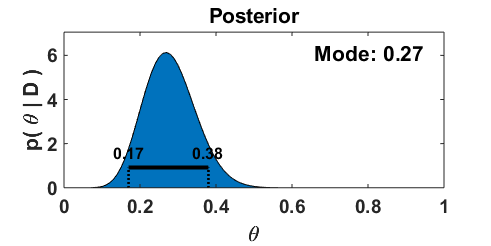 Posterior
Mode: 0.27
p( θ | D )
6
4
2
0
0.17 0.38
0 0.2 0.4 0.6 0.8 1
θ